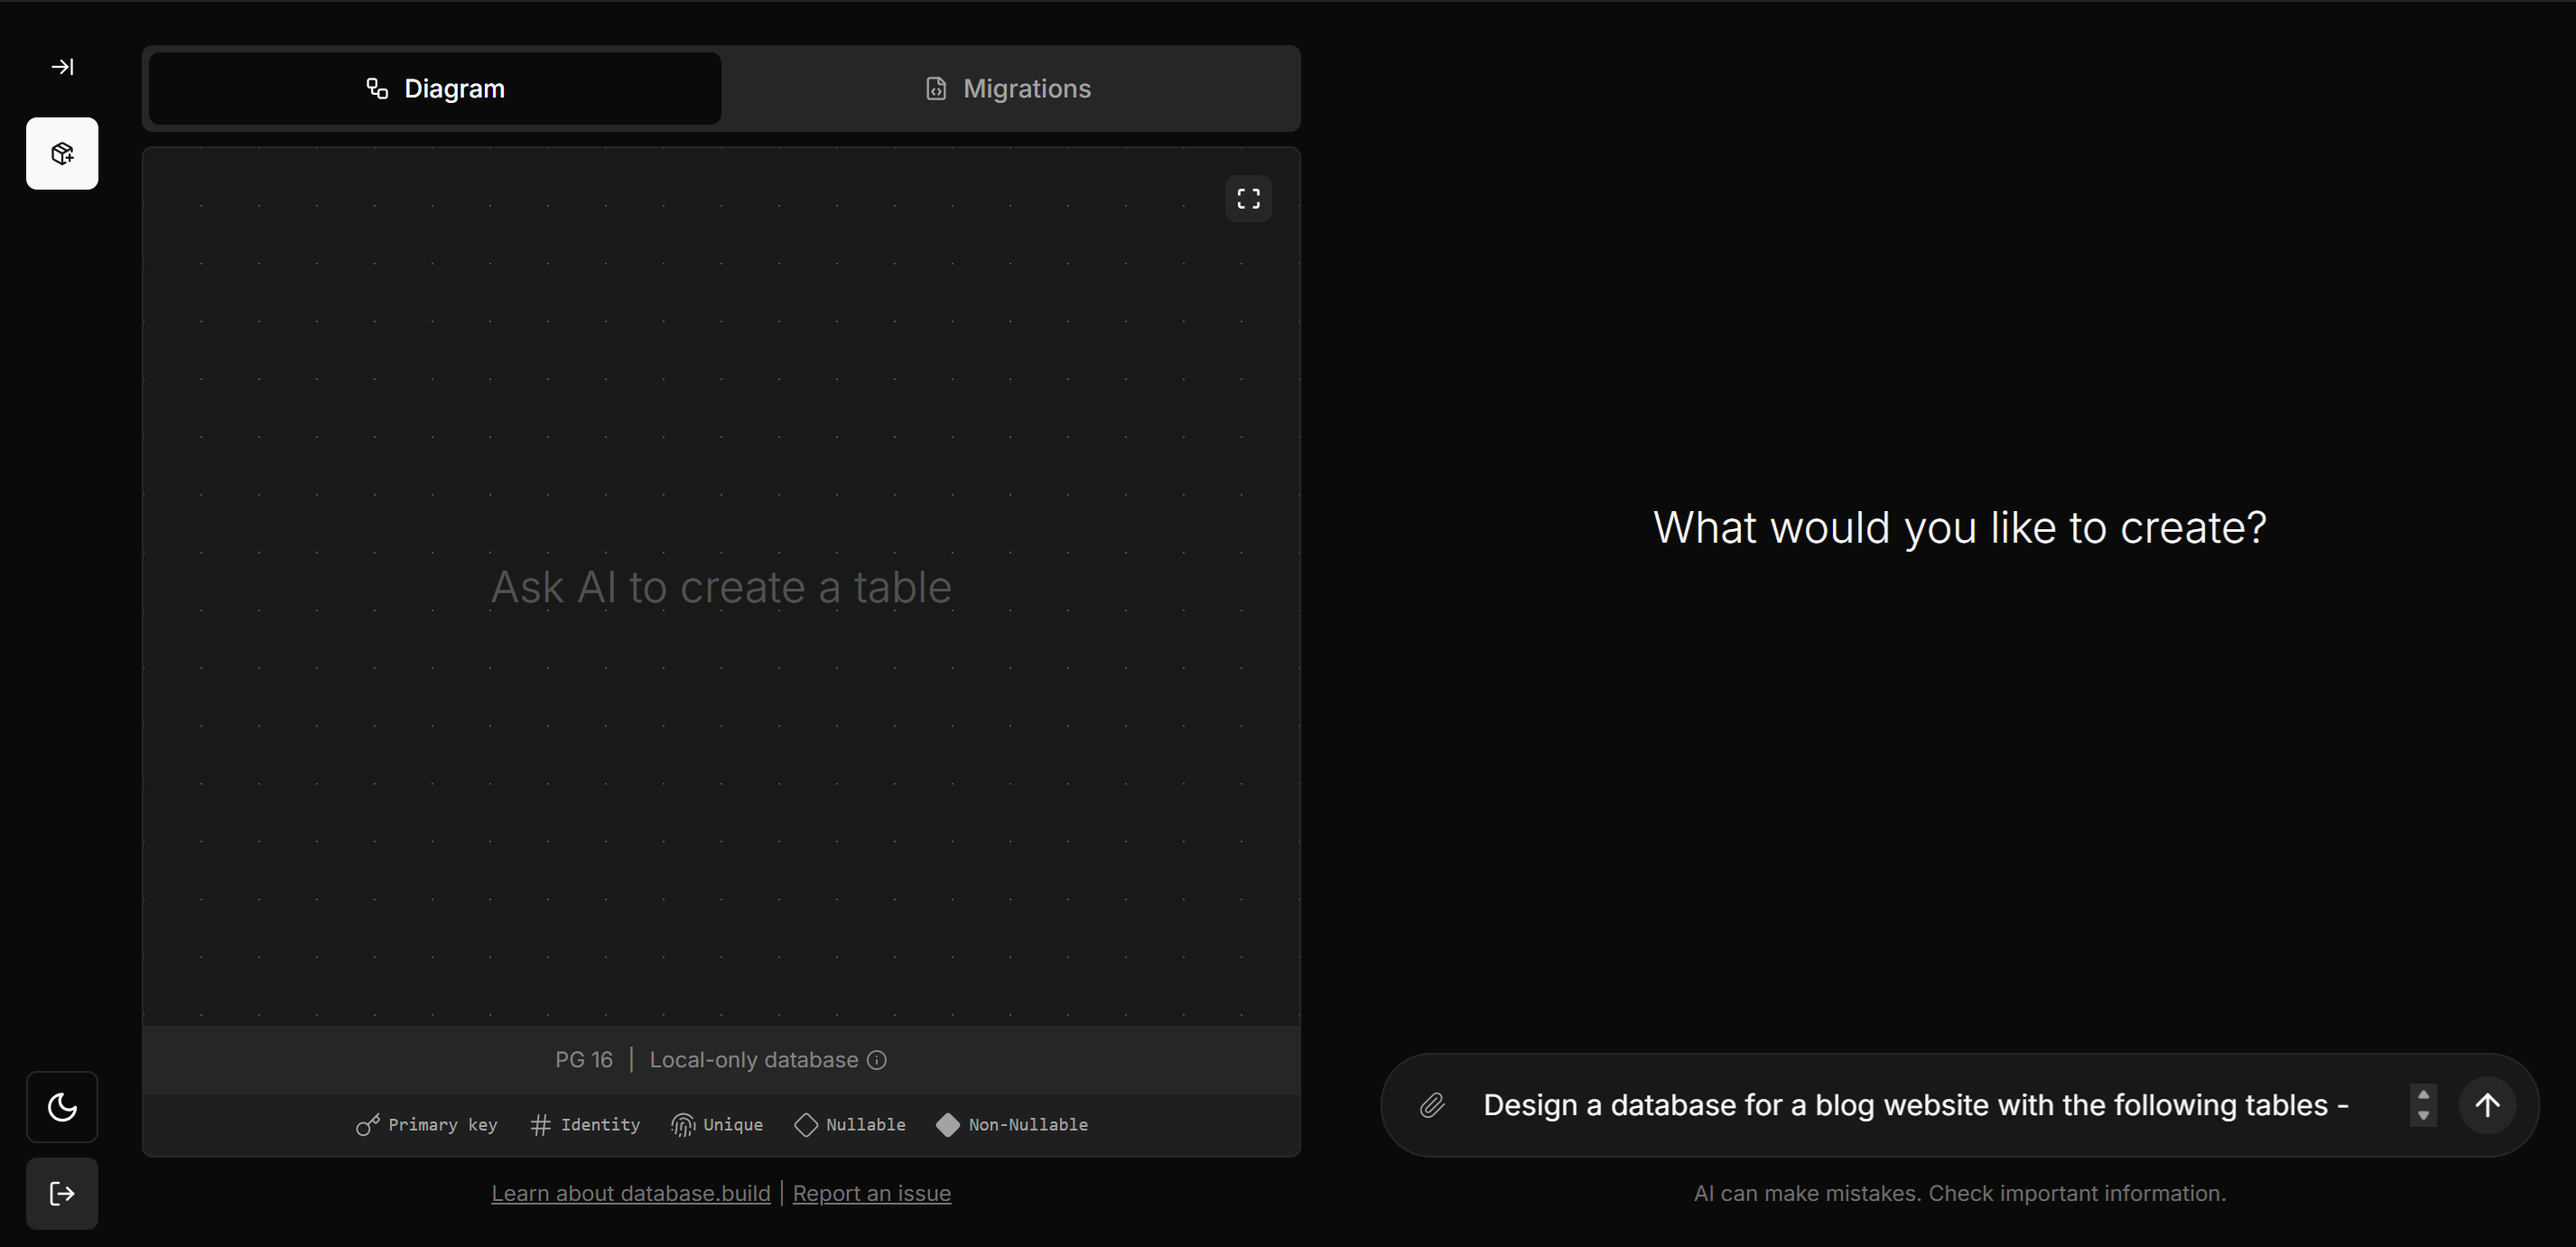 Diagram
Migrations
Ask AI to create a table
PG 16 | Local-only database
Primary key
Identity
Unique
Nullable
Non-Nullable
Learn about database.build | Report an issue
What would you like to create?
Design a database for a blog website with the following tables -
AI can make mistakes. Check important information.